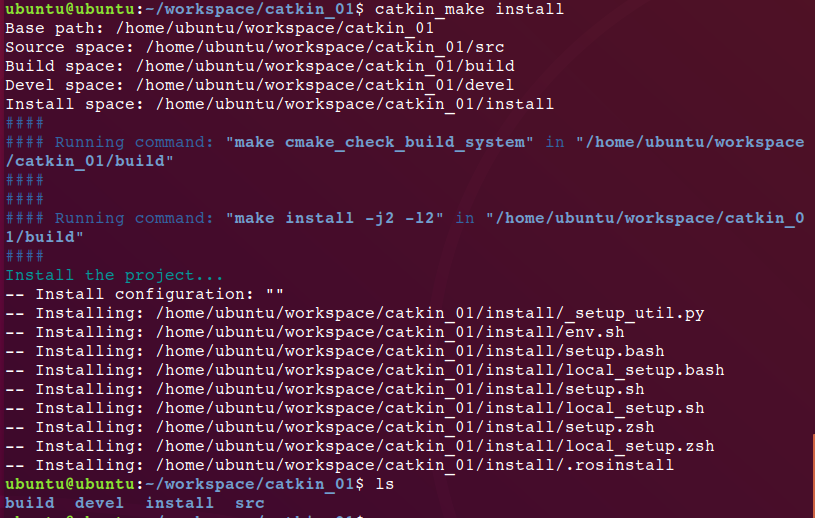 ubuntu@ubuntu:~/workspace/catkin_01$ catkin_make install
Base path: /home/ubuntu/workspace/catkin_01
Source space: /home/ubuntu/workspace/catkin_01/src
Build space: /home/ubuntu/workspace/catkin_01/build
Devel space: /home/ubuntu/workspace/catkin_01/devel
Install space: /home/ubuntu/workspace/catkin_01/install
####
#### Running command: "make cmake_check_build_system" in "/home/ubuntu/workspace
/catkin_01/build"
####
####
#### Running command: "make install -j2 -l2" in "/home/ubuntu/workspace/catkin_0
1/build"
####
Install the project...
-- Install configuration: ""
-- Installing: /home/ubuntu/workspace/catkin_01/install/_setup_util.py
-- Installing: /home/ubuntu/workspace/catkin_01/install/env.sh
-- Installing: /home/ubuntu/workspace/catkin_01/install/setup.bash
-- Installing: /home/ubuntu/workspace/catkin_01/install/local_setup.bash
-- Installing: /home/ubuntu/workspace/catkin_01/install/setup.sh
-- Installing: /home/ubuntu/workspace/catkin_01/install/local_setup.sh
-- Installing: /home/ubuntu/workspace/catkin_01/install/setup.zsh
-- Installing: /home/ubuntu/workspace/catkin_01/install/local_setup.zsh
-- Installing: /home/ubuntu/workspace/catkin_01/install/.rosinstall
ubuntu@ubuntu:~/workspace/catkin_01$ ls
build  devel  install  src